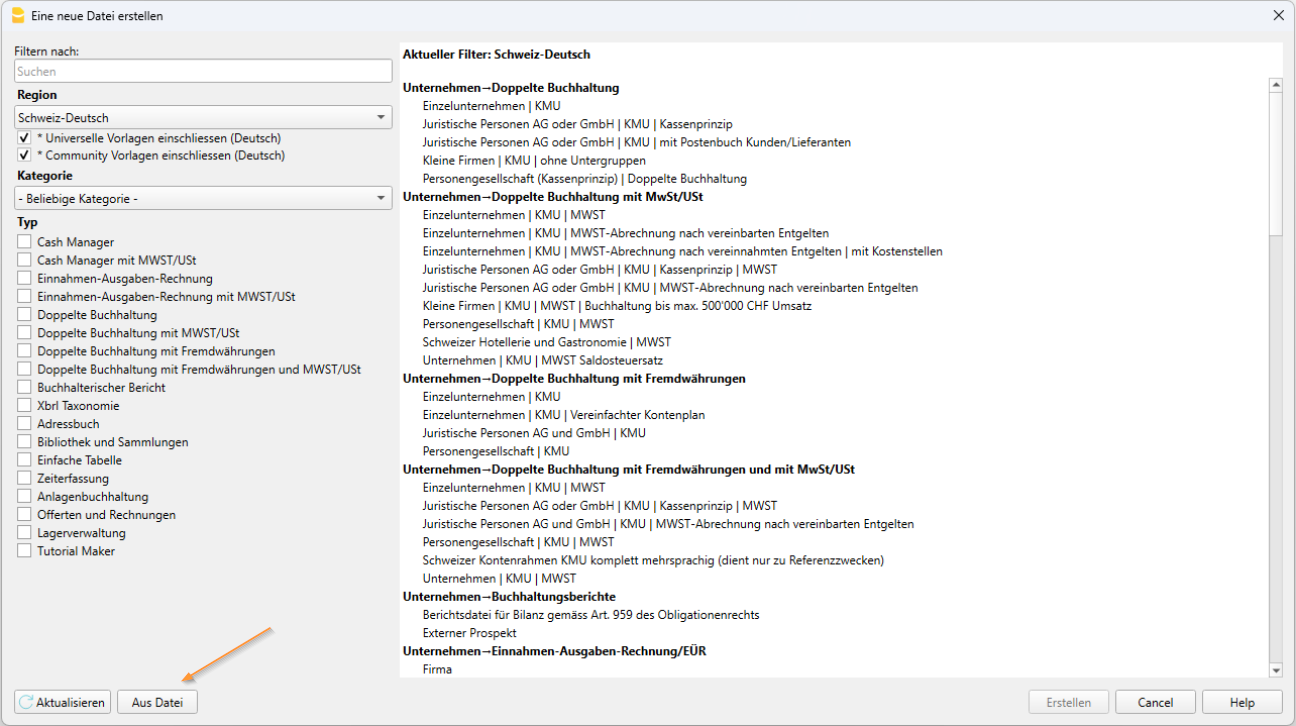 Eine neue Datei erstellen
Filtern nach:
Suchen
Region
Schweiz-Deutsch
* Universelle Vorlagen einschliessen (Deutsch)
* Community Vorlagen einschliessen (Deutsch)
Kategorie
- Beliebige Kategorie -
Typ
Cash Manager
Cash Manager mit MWST/USt
Einnahmen-Ausgaben-Rechnung
Einnahmen-Ausgaben-Rechnung mit MWST/USt
Doppelte Buchhaltung
Doppelte Buchhaltung mit MWST/USt
Doppelte Buchhaltung mit Fremdwährungen
Doppelte Buchhaltung mit Fremdwährungen und MWST/USt
Buchhalterischer Bericht
Xbrl Taxonomie
Adressbuch
Bibliothek und Sammlungen
Einfache Tabelle
Zeiterfassung
Anlagenbuchhaltung
Offerten und Rechnungen
Lagerverwaltung
Tutorial Maker
Aktueller Filter: Schweiz-Deutsch
Unternehmen→Doppelte Buchhaltung
Einzelunternehmen | KMU
Juristische Personen AG oder GmbH | KMU | Kassenprinzip
Juristische Personen AG oder GmbH | KMU | mit Postenbuch Kunden/Lieferanten
Kleine Firmen | KMU | ohne Untergruppen
Personengesellschaft (Kassenprinzip) | Doppelte Buchhaltung
Unternehmen→Doppelte Buchhaltung mit MwSt/USt
Einzelunternehmen | KMU | MWST
Einzelunternehmen | KMU | MWST-Abrechnung nach vereinbarten Entgelten
Einzelunternehmen | KMU | MWST-Abrechnung nach vereinnahmten Entgelten | mit Kostenstellen
Juristische Personen AG oder GmbH | KMU | Kassenprinzip | MWST
Juristische Personen AG oder GmbH | KMU | MWST-Abrechnung nach vereinbarten Entgelten
Kleine Firmen | KMU | MWST | Buchhaltung bis max. 500'000 CHF Umsatz
Personengesellschaft | KMU | MWST
Schweizer Hotellerie und Gastronomie | MWST
Unternehmen | KMU | MWST Saldosteuersatz
Unternehmen→Doppelte Buchhaltung mit Fremdwährungen
Einzelunternehmen | KMU
Einzelunternehmen | KMU | Vereinfachter Kontenplan
Juristische Personen AG und GmbH | KMU
Personengesellschaft | KMU
Unternehmen→Doppelte Buchhaltung mit Fremdwährungen und mit MwSt/USt
Einzelunternehmen | KMU | MWST
Juristische Personen AG oder GmbH | KMU | Kassenprinzip | MWST
Juristische Personen AG und GmbH | KMU | MWST-Abrechnung nach vereinbarten Entgelten
Personengesellschaft | KMU | MWST
Schweizer Kontenrahmen KMU komplett mehrsprachig (dient nur zu Referenzzwecken)
Unternehmen | KMU | MWST
Unternehmen→Buchhaltungsberichte
Berichtsdatei für Bilanz gemäss Art. 959 des Obligationenrechts
Externer Prospekt
Unternehmen→Einnahmen-Ausgaben-Rechnung/EÜR
Firma
Aktualisieren
Aus Datei
Erstellen
Cancel
Help